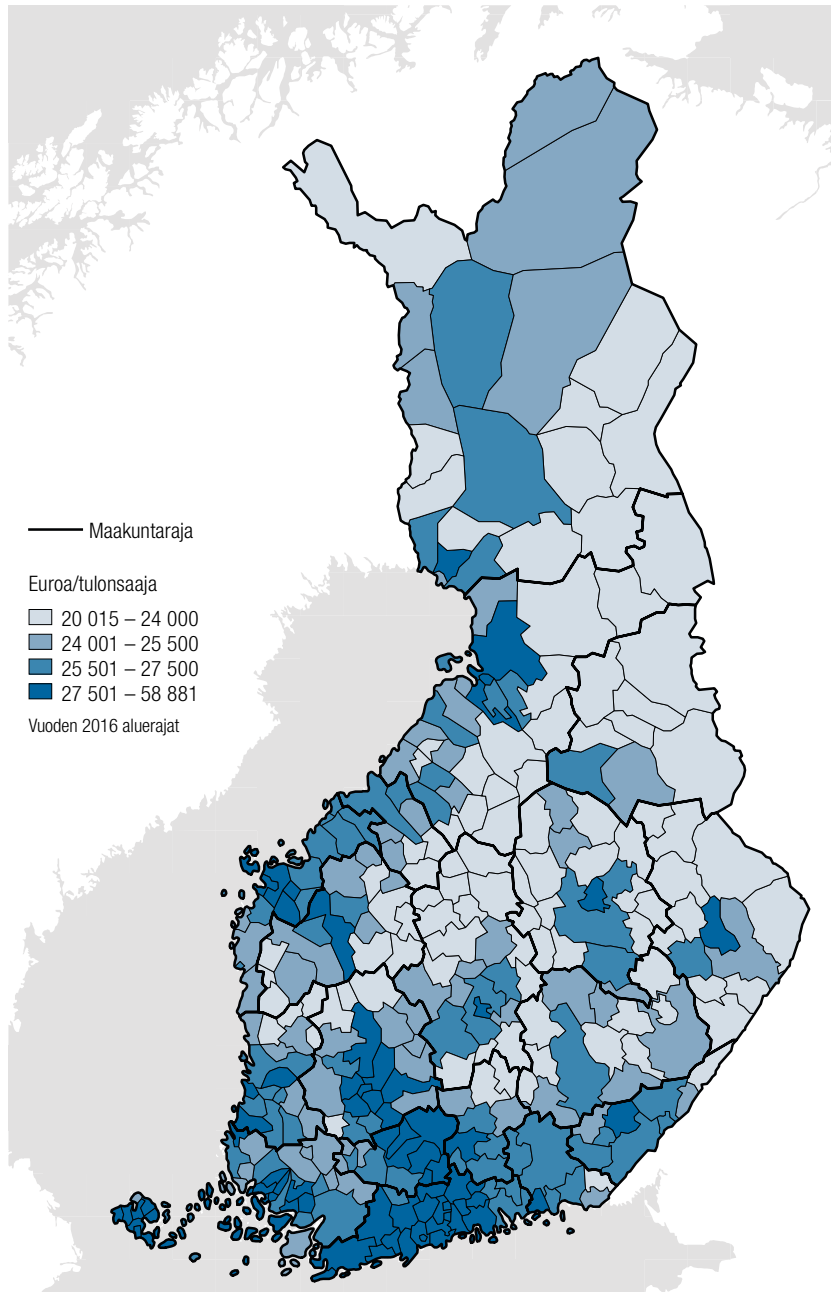 Maakuntaraja
Euroa/tulonsaaja
20 015 – 24 000
24 001 – 25 500
25 501 – 27 500
27 501 – 58 881
Vuoden 2016 aluerajat